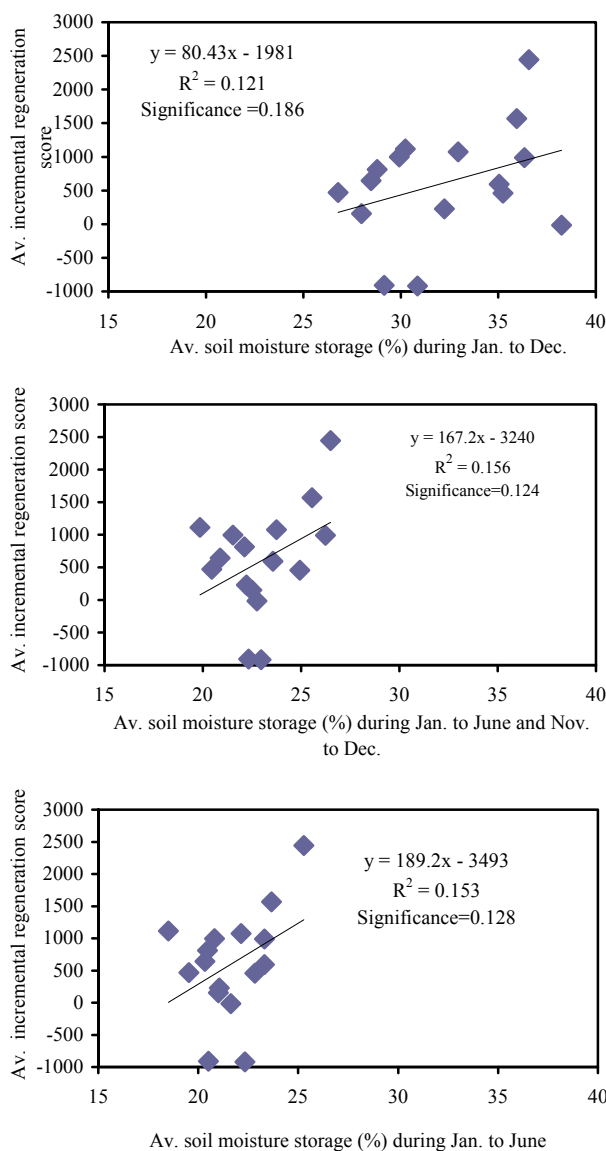 3000
2500
2000
1500
1000
500
0
-500
-1000
Av. incremental regeneration
score
y = 80.43x - 1981
R² = 0.121
Significance =0.186
15 20 25 30 35 40
Av. soil moisture storage (%) during Jan. to Dec.
3000
2500
2000
1500
1000
500
0
-500
-1000
Av. incremental regeneration score
y = 167.2x - 3240
R² = 0.156
Significance=0.124
15 20 25 30 35 40
Av. soil moisture storage (%) during Jan. to June and Nov.
to Dec.
3000
2500
2000
1500
1000
500
0
-500
-1000
Av. incremental regeneration score
y = 189.2x - 3493
R² = 0.153
Significance=0.128
15 20 25 30 35 40
Av. soil moisture storage (%) during Jan. to June